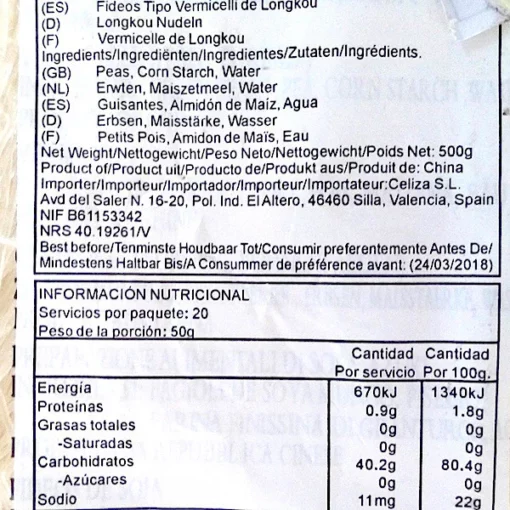 (ES) Fideos Tipo Vermicelli de Longkou
(D) Longkou Nudeln
(F) Vermicelle de Longkou
Ingredients/Ingrediënten/Ingredientes/Zutaten/Ingrédients.
(GB) Peas, Corn Starch, Water
(NL) Erwten, Maiszetmeel, Water
(ES) Guisantes, Almidón de Maíz, Agua
(D) Erbsen, Maisstärke, Wasser
(F) Petits Pois, Amidon de Maïs, Eau
Net Weight/Nettogewicht/Peso Neto/Nettogewicht/Poids Net: 500g
Product of/Product uit/Producto de/Produkt aus/Produit de: China
Importer/Importeur/Importador/Importeur/Importateur:Celiza S.L.
Avd del Saler N. 16-20, Pol. Ind. El Altero, 46460 Silla, Valencia, Spain
NIF B61153342
NRS 40.19261/V
Best before/Tenminste Houdbaar Tot/Consumir preferentemente Antes De/
Mindestens Haltbar Bis/A Consummer de préférence avant: (24/03/2018)
INFORMACIÓN NUTRICIONAL
Servicios por paquete: 20
Peso de la porción: 50g
Cantidad Cantidad
Por servicio Por 100g.
Energía 670kJ 1340kJ
Proteínas 0.9g 1.8g
Grasas totales 0g 0g
-Saturadas 0g 0g
Carbohidratos 40.2g 80.4g
-Azúcares 0g 0g
Sodio 11mg 22g